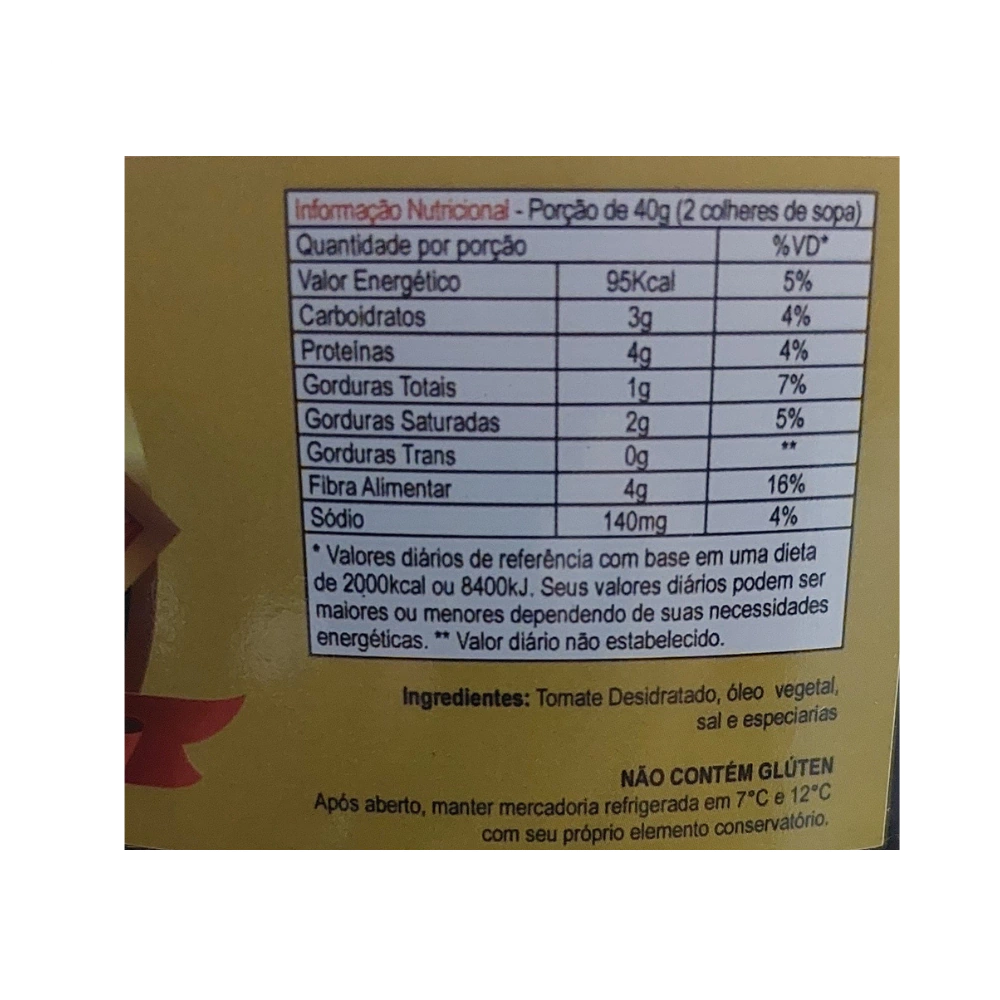 Informação Nutricional - Porção de 40g (2 colheres de sopa)
Quantidade por porção %VD*
Valor Energético 95Kcal 5%
Carboidratos 3g 4%
Proteínas 4g 4%
Gorduras Totais 1g 7%
Gorduras Saturadas 2g 5%
Gorduras Trans 0g **
Fibra Alimentar 4g 16%
Sódio 140mg 4%
* Valores diários de referência com base em uma dieta
de 2000kcal ou 8400kJ. Seus valores diários podem ser
maiores ou menores dependendo de suas necessidades
energéticas. ** Valor diário não estabelecido.
Ingredientes: Tomate Desidratado, óleo vegetal,
sal e especiarias
NÃO CONTÉM GLÚTEN
Após aberto, manter mercadoria refrigerada em 7°C e 12°C
com seu próprio elemento conservatório.